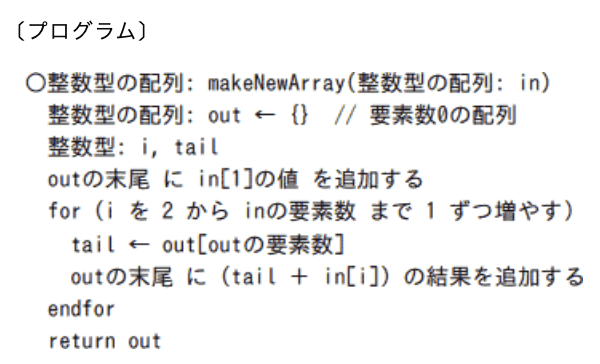 〔プログラム〕
○整数型の配列: makeNewArray(整数型の配列: in)
整数型の配列: out ← {} // 要素数0の配列
整数型: i, tail
outの末尾 に in[1]の値 を追加する
for (i を 2 から inの要素数 まで 1 ずつ増やす)
tail ← out[outの要素数]
outの末尾 に (tail ＋ in[i]) の結果を追加する
endfor
return out